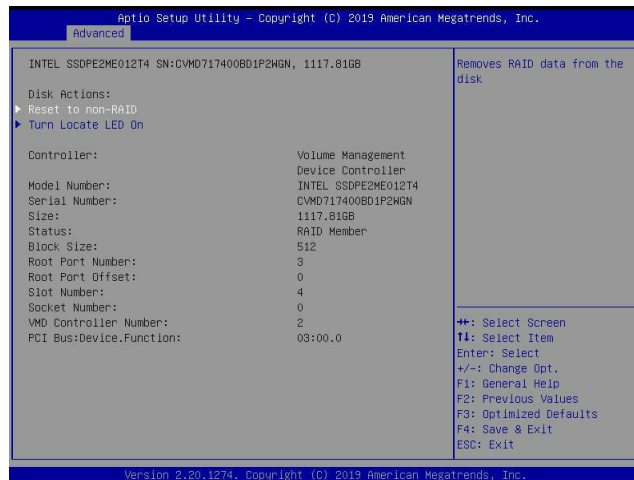 Aptio Setup Utility – Copyright (C) 2019 American Megatrends, Inc.
Advanced
INTEL SSDPE2ME012T4 SN:CVMD717400BD1P2WGN, 1117.81GB
Disk Actions:
Reset to non-RAID
Turn Locate LED On
Controller: Volume Management
Device Controller
Model Number: INTEL SSDPE2ME012T4
Serial Number: CVMD717400BD1P2WGN
Size: 1117.81GB
Status: RAID Member
Block Size: 512
Root Port Number: 3
Root Port Offset: 0
Slot Number: 4
Socket Number: 0
VMD Controller Number: 2
PCI Bus:Device.Function: 03:00.0
Removes RAID data from the
disk
→←: Select Screen
↑↓: Select Item
Enter: Select
+/-: Change Opt.
F1: General Help
F2: Previous Values
F3: Optimized Defaults
F4: Save & Exit
ESC: Exit
Version 2.20.1274. Copyright (C) 2019 American Megatrends, Inc.